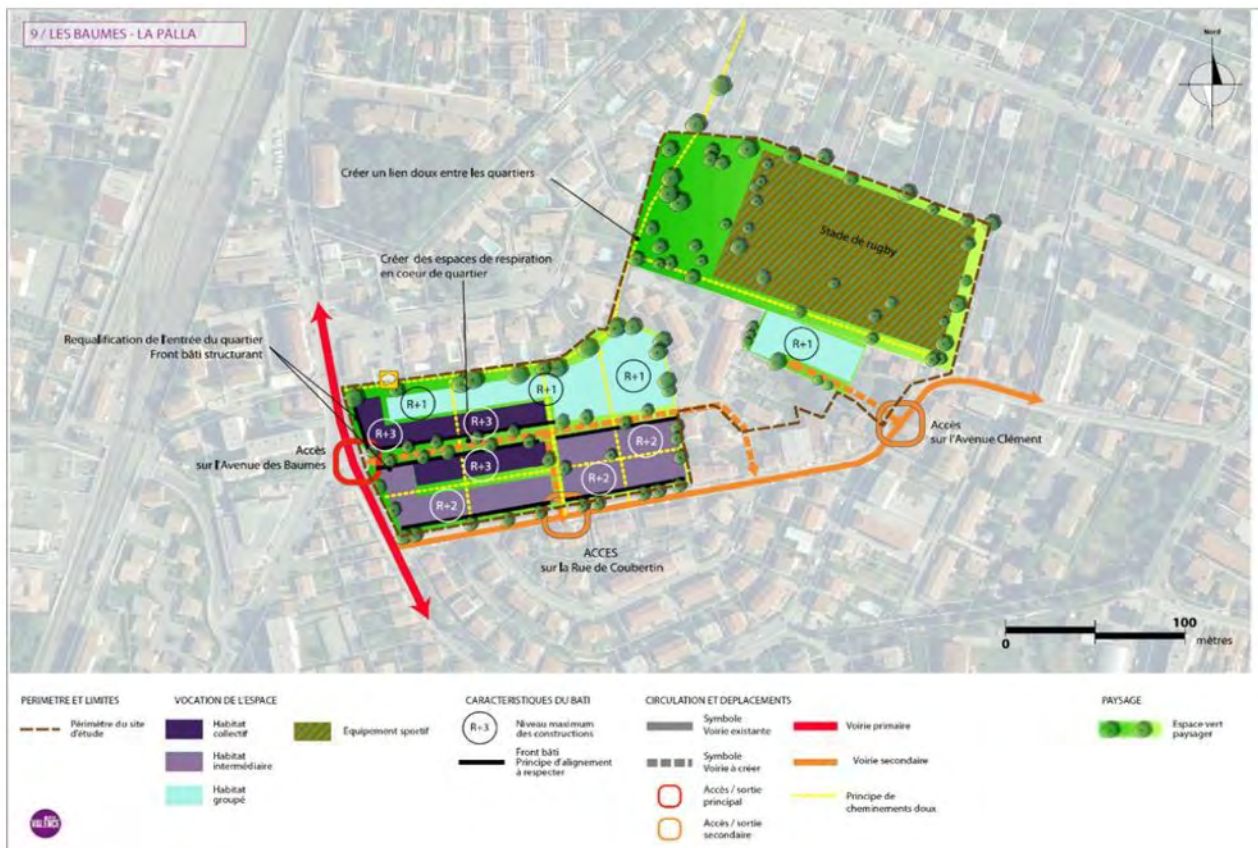 9 / LES BAUMES - LA PALLA
Nord
Créer un lien doux entre les quartiers
Stade de rugby
Créer des espaces de respiration
en coeur de quartier
Requalification de l'entrée du quartier
Front bâti structurant
R+1
R+1
R+1
R+1
R+3
R+3
R+3
R+2
R+2
R+2
Accès
sur l'Avenue des Baumes
Accès
sur l'Avenue Clément
ACCES
sur la Rue de Coubertin
100
0
mètres
PERIMETRE ET LIMITES
Périmètre du site
d'étude
VOCATION DE L'ESPACE
Habitat
collectif
Habitat
intermédiaire
Habitat
groupé
Equipement sportif
CARACTERISTIQUES DU BATI
R+3
Niveau maximum
des constructions
Front bâti
Principe d'alignement
à respecter
CIRCULATION ET DEPLACEMENTS
Symbole
Voirie existante
Symbole
Voirie à créer
Accès / sortie
principal
Accès / sortie
secondaire
Voirie primaire
Voirie secondaire
Principe de
cheminements doux
PAYSAGE
Espace vert
paysager
VALENCE